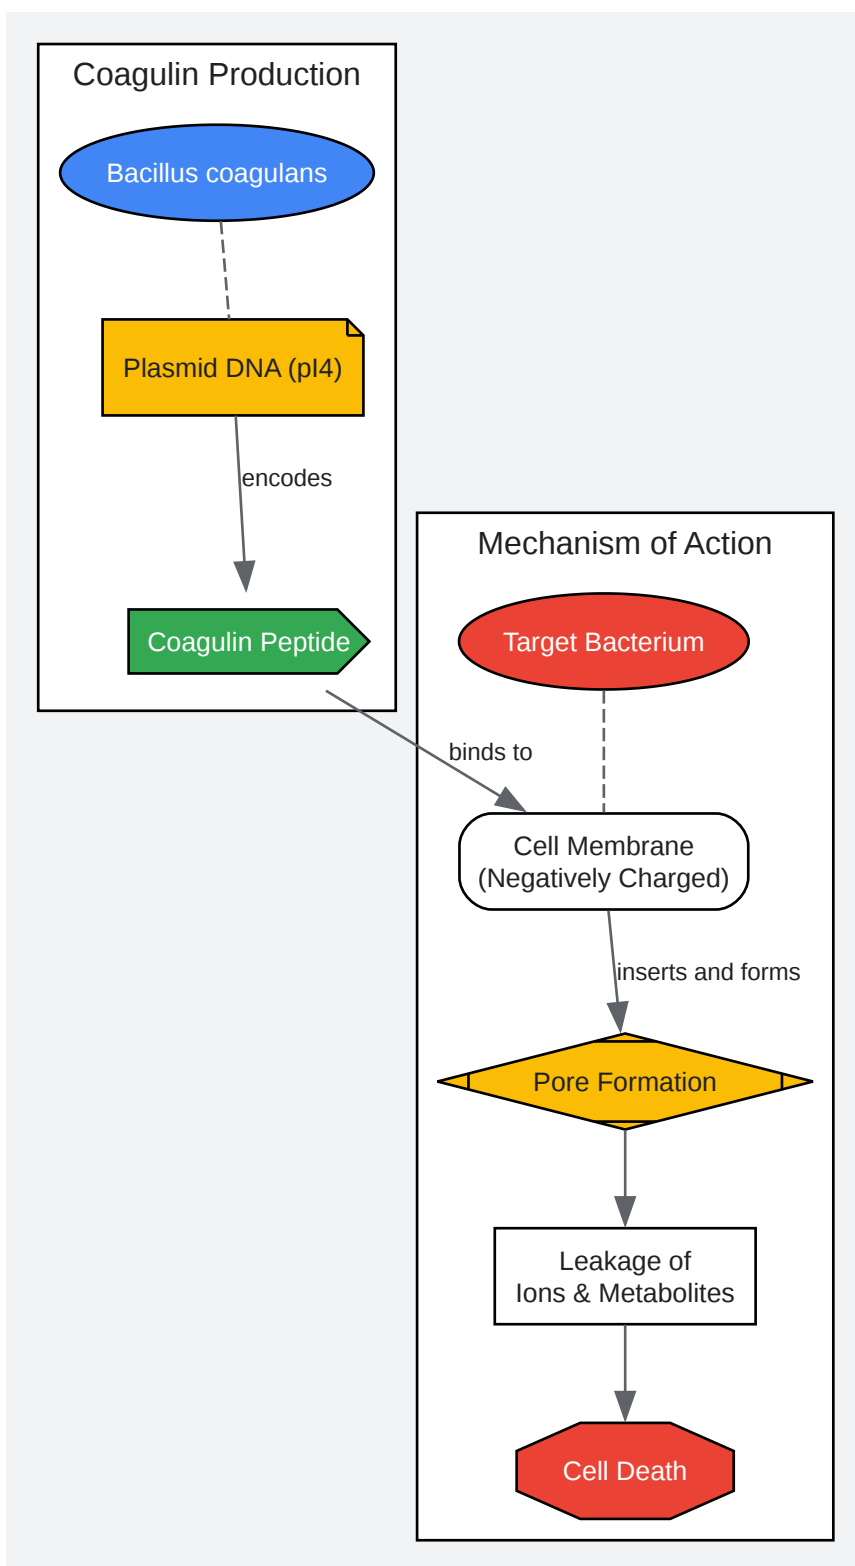 Coagulin Production
Bacillus coagulans
Plasmid DNA (pI4)
encodes
Coagulin Peptide
Mechanism of Action
Target Bacterium
binds to
Cell Membrane
(Negatively Charged)
inserts and forms
Pore Formation
Leakage of
Ions & Metabolites
Cell Death